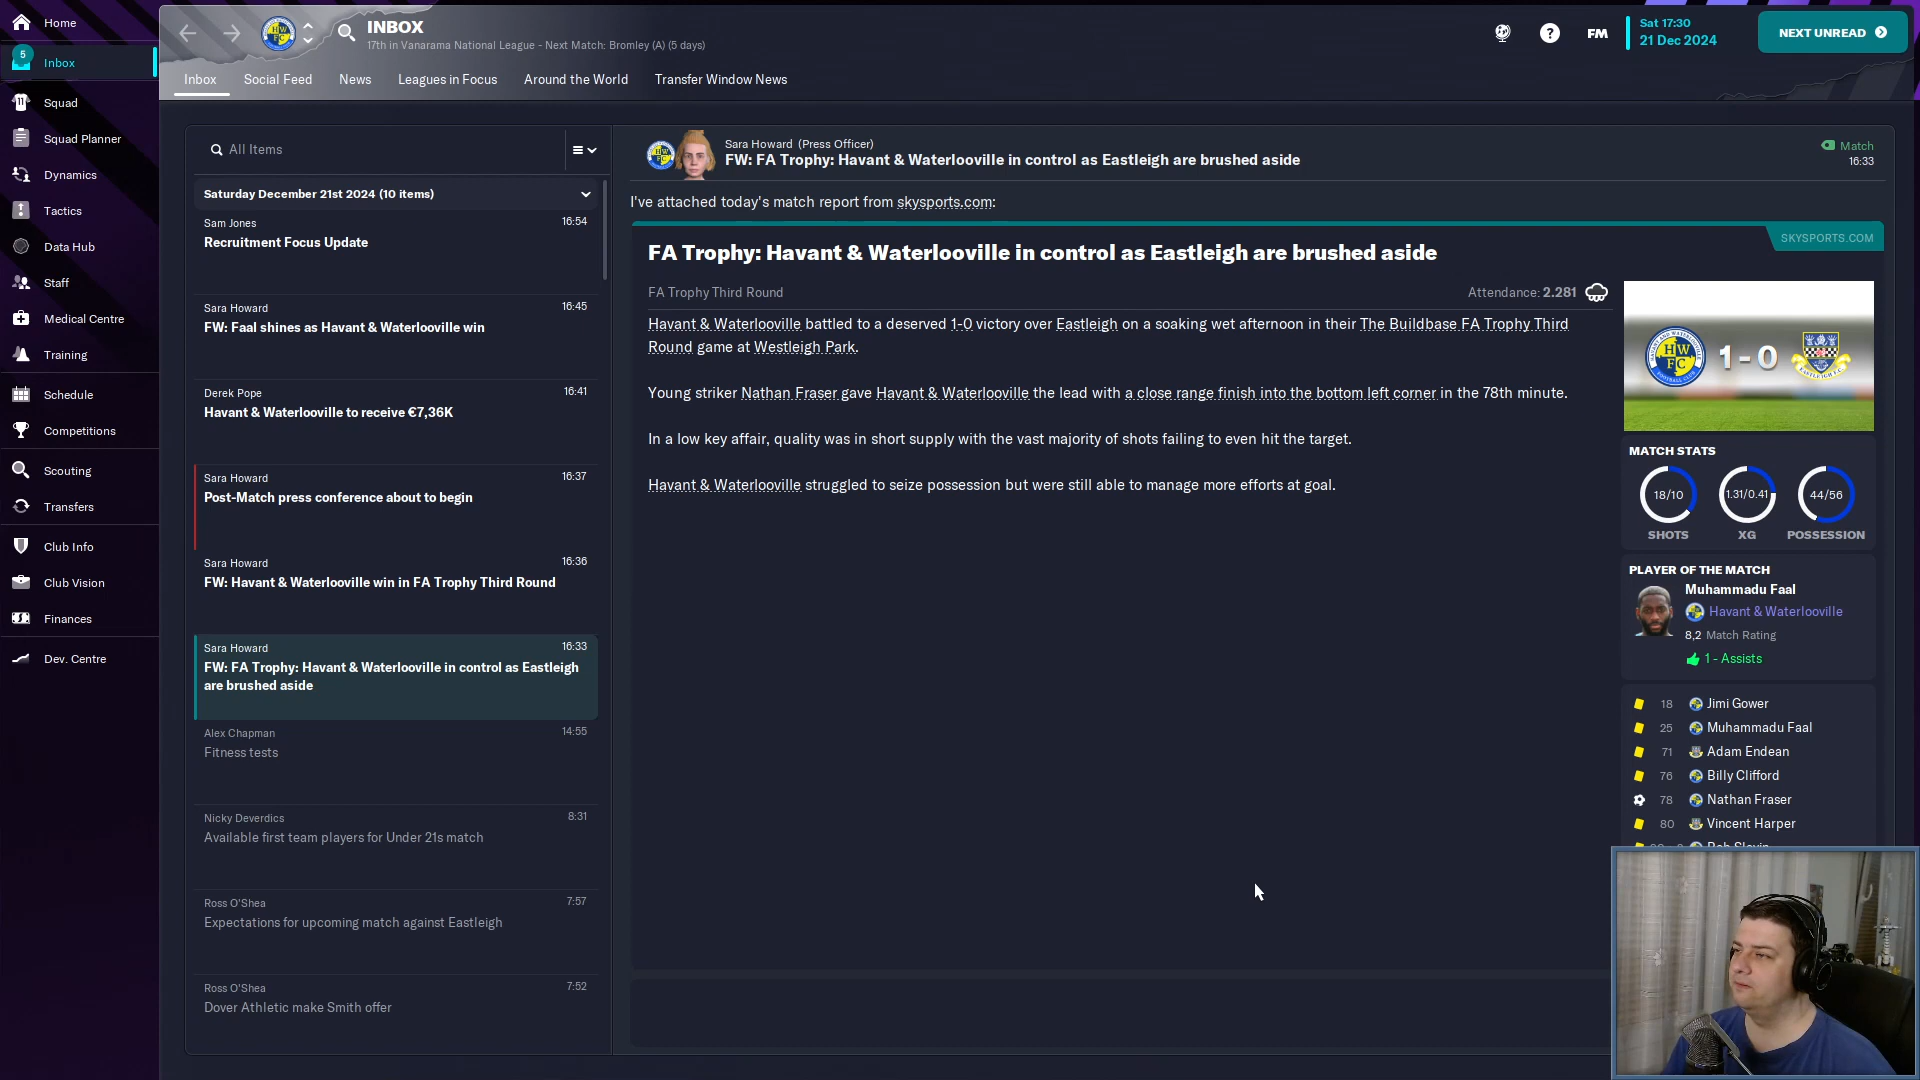 Home
5
Inbox
Squad
Squad Planner
Dynamics
Tactics
Data Hub
Staff
Medical Centre
Training
Schedule
Competitions
Scouting
Transfers
Club Info
Club Vision
Finances
Dev. Centre
INBOX
17th in Vanarama National League - Next Match: Bromley (A) (5 days)
Inbox Social Feed News Leagues in Focus Around the World Transfer Window News
?
FM
Sat 17:30
21 Dec 2024
NEXT UNREAD
All Items
Saturday December 21st 2024 (10 items)
Sam Jones 16:54
Recruitment Focus Update
Sara Howard 16:45
FW: Faal shines as Havant & Waterlooville win
Derek Pope 16:41
Havant & Waterlooville to receive €7,36K
Sara Howard 16:37
Post-Match press conference about to begin
Sara Howard 16:36
FW: Havant & Waterlooville win in FA Trophy Third Round
Sara Howard 16:33
FW: FA Trophy: Havant & Waterlooville in control as Eastleigh
are brushed aside
Alex Chapman 14:55
Fitness tests
Nicky Deverdics 8:31
Available first team players for Under 21s match
Ross O'Shea 7:57
Expectations for upcoming match against Eastleigh
Ross O'Shea 7:52
Dover Athletic make Smith offer
Sara Howard (Press Officer)
FW: FA Trophy: Havant & Waterlooville in control as Eastleigh are brushed aside
Match
16:33
I've attached today's match report from skysports.com:
FA Trophy: Havant & Waterlooville in control as Eastleigh are brushed aside
SKYSPORTS.COM
FA Trophy Third Round
Attendance: 2.281
Havant & Waterlooville battled to a deserved 1-0 victory over Eastleigh on a soaking wet afternoon in their The Buildbase FA Trophy Third
Round game at Westleigh Park.
Young striker Nathan Fraser gave Havant & Waterlooville the lead with a close range finish into the bottom left corner in the 78th minute.
In a low key affair, quality was in short supply with the vast majority of shots failing to even hit the target.
Havant & Waterlooville struggled to seize possession but were still able to manage more efforts at goal.
1 - 0
MATCH STATS
18/10 1.31/0.41 44/56
SHOTS XG POSSESSION
PLAYER OF THE MATCH
Muhammadu Faal
Havant & Waterlooville
8,2 Match Rating
1 - Assists
18 Jimi Gower
25 Muhammadu Faal
71 Adam Endean
76 Billy Clifford
78 Nathan Fraser
80 Vincent Harper